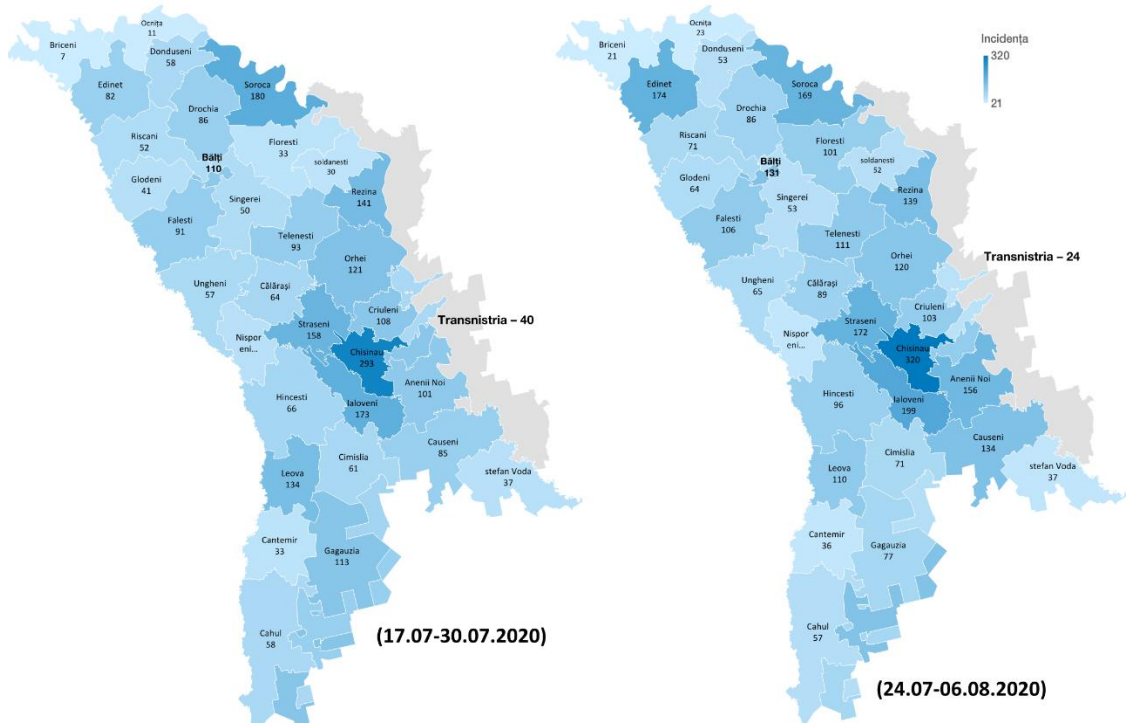 Ocnița
11
Briceni
7
Donduseni
58
Edinet
82
Soroca
180
Drochia
86
Riscani
52
Floresti
33
Bălți
110
soldanesti
30
Glodeni
41
Singerei
50
Rezina
141
Falesti
91
Telenesti
93
Orhei
121
Ungheni
57
Călărași
64
Criuleni
108
Transnistria – 40
Straseni
158
Nispor
eni...
Chisinau
293
Anenii Noi
101
Hincesti
66
Ialoveni
173
Causeni
85
Cimislia
61
Leova
134
stefan Voda
37
Cantemir
33
Gagauzia
113
Cahul
58
(17.07-30.07.2020)
Ocnița
23
Briceni
21
Donduseni
53
Incidența
320
21
Edinet
174
Soroca
169
Drochia
86
Riscani
71
Floresti
101
Bălți
131
soldanesti
52
Glodeni
64
Singerei
53
Rezina
139
Falesti
106
Telenesti
111
Orhei
120
Transnistria – 24
Ungheni
65
Călărași
89
Criuleni
103
Straseni
172
Nispor
eni...
Chisinau
320
Anenii Noi
156
Hincesti
96
Ialoveni
199
Causeni
134
Cimislia
71
Leova
110
stefan Voda
37
Cantemir
36
Gagauzia
77
Cahul
57
(24.07-06.08.2020)